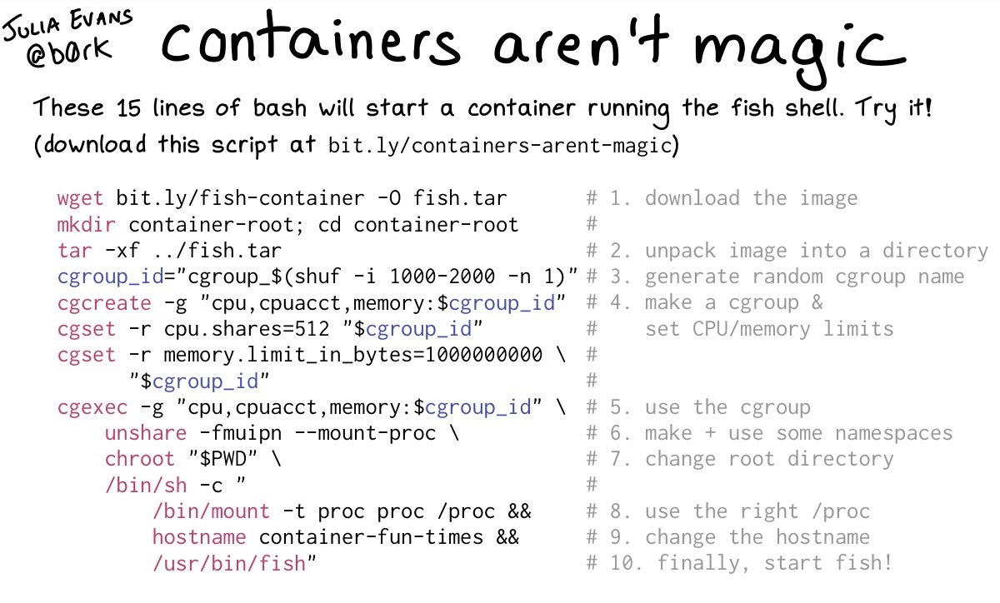 JULIA EVANS
@b0rk
containers aren't magic
These 15 lines of bash will start a container running the fish shell. Try it!
(download this script at bit.ly/containers-arent-magic)
wget bit.ly/fish-container -O fish.tar # 1. download the image
mkdir container-root; cd container-root #
tar -xf ../fish.tar # 2. unpack image into a directory
cgroup_id="cgroup_$(shuf -i 1000-2000 -n 1)" # 3. generate random cgroup name
cgcreate -g "cpu,cpuacct,memory:$cgroup_id" # 4. make a cgroup &
cgset -r cpu.shares=512 "$cgroup_id" # set CPU/memory limits
cgset -r memory.limit_in_bytes=1000000000 \ #
"$cgroup_id" #
cgexec -g "cpu,cpuacct,memory:$cgroup_id" \ # 5. use the cgroup
unshare -fmuipn --mount-proc \ # 6. make + use some namespaces
chroot "$PWD" \ # 7. change root directory
/bin/sh -c " #
/bin/mount -t proc proc /proc && # 8. use the right /proc
hostname container-fun-times && # 9. change the hostname
/usr/bin/fish" # 10. finally, start fish!